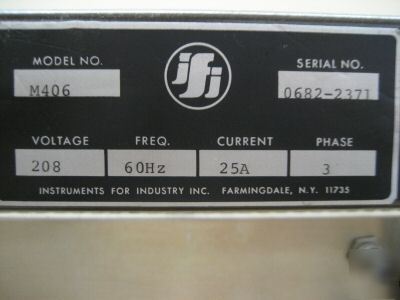 MODEL NO. ifi SERIAL NO.
M406 0682-2371
VOLTAGE FREQ. CURRENT PHASE
208 60Hz 25A 3
INSTRUMENTS FOR INDUSTRY INC. FARMINGDALE, N.Y. 11735